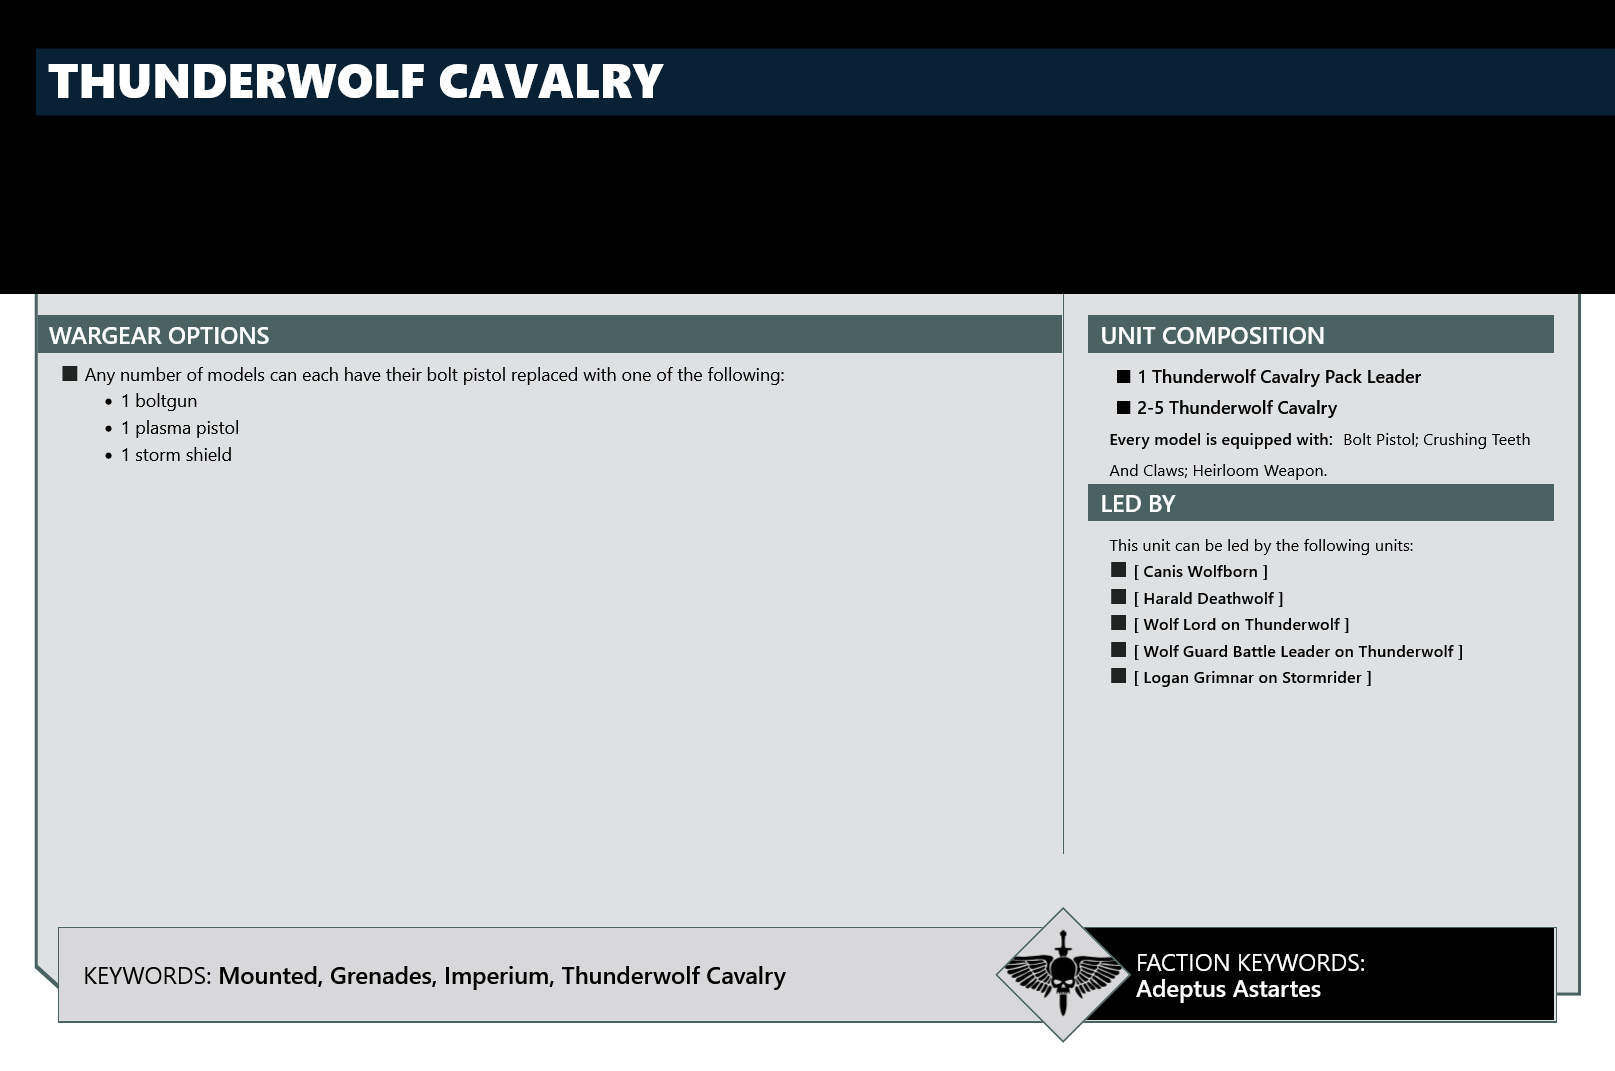 THUNDERWOLF CAVALRY
WARGEAR OPTIONS
Any number of models can each have their bolt pistol replaced with one of the following:
1 boltgun
1 plasma pistol
1 storm shield
UNIT COMPOSITION
1 Thunderwolf Cavalry Pack Leader
2-5 Thunderwolf Cavalry
Every model is equipped with: Bolt Pistol; Crushing Teeth
And Claws; Heirloom Weapon.
LED BY
This unit can be led by the following units:
[ Canis Wolfborn ]
[ Harald Deathwolf ]
[ Wolf Lord on Thunderwolf ]
[ Wolf Guard Battle Leader on Thunderwolf ]
[ Logan Grimnar on Stormrider ]
KEYWORDS: Mounted, Grenades, Imperium, Thunderwolf Cavalry
FACTION KEYWORDS:
Adeptus Astartes